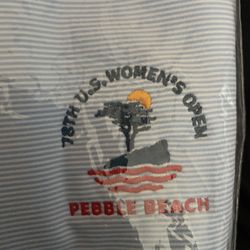 78TH U.S. WOMEN'S OPEN
PEBBLE BEACH